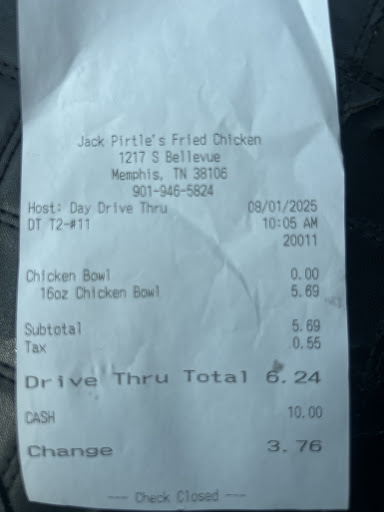 Jack Pirtle's Fried Chicken
1217 S Bellevue
Memphis, TN 38106
901-946-5824
Host: Day Drive Thru 08/01/2025
DT T2-#11 10:05 AM
20011
Chicken Bowl 0.00
16oz Chicken Bowl 5.69
Subtotal 5.69
Tax 0.55
Drive Thru Total 6.24
CASH 10.00
Change 3.76
--- Check Closed ---